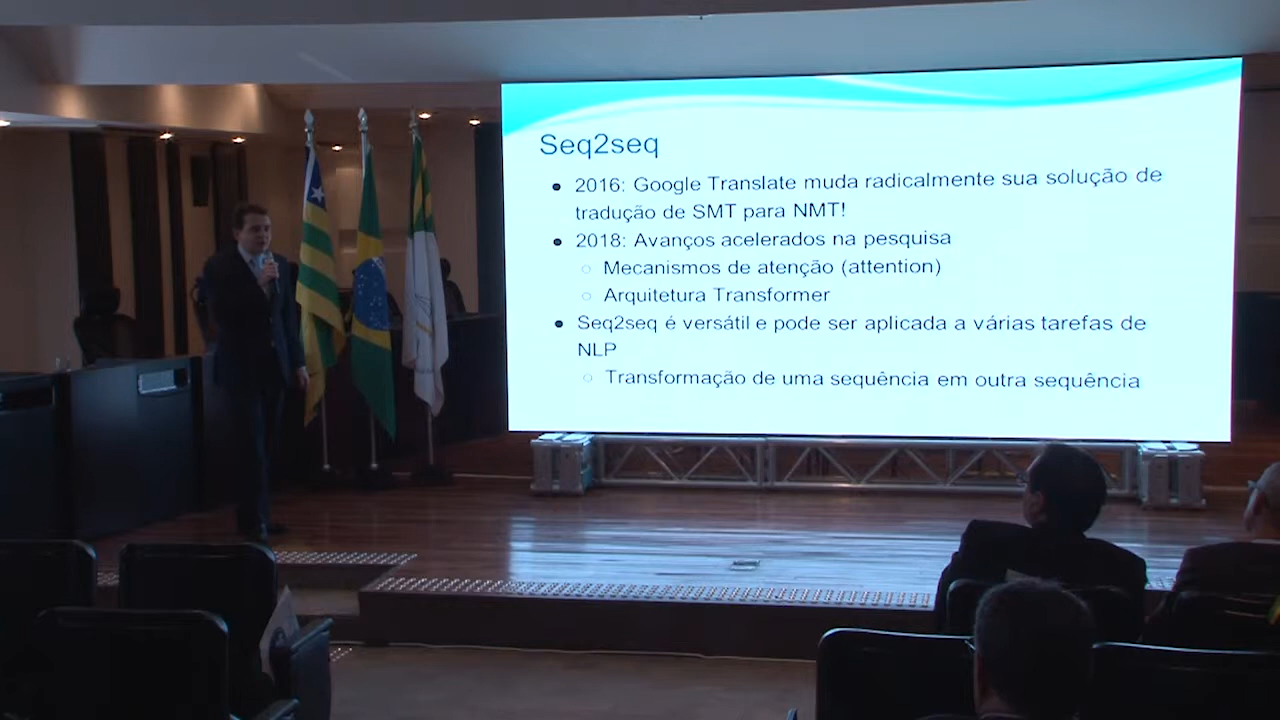 Seq2seq
2016: Google Translate muda radicalmente sua solução de
tradução de SMT para NMT!
2018: Avanços acelerados na pesquisa
Mecanismos de atenção (attention)
Arquitetura Transformer
Seq2seq é versátil e pode ser aplicada a várias tarefas de
NLP
Transformação de uma sequência em outra sequência